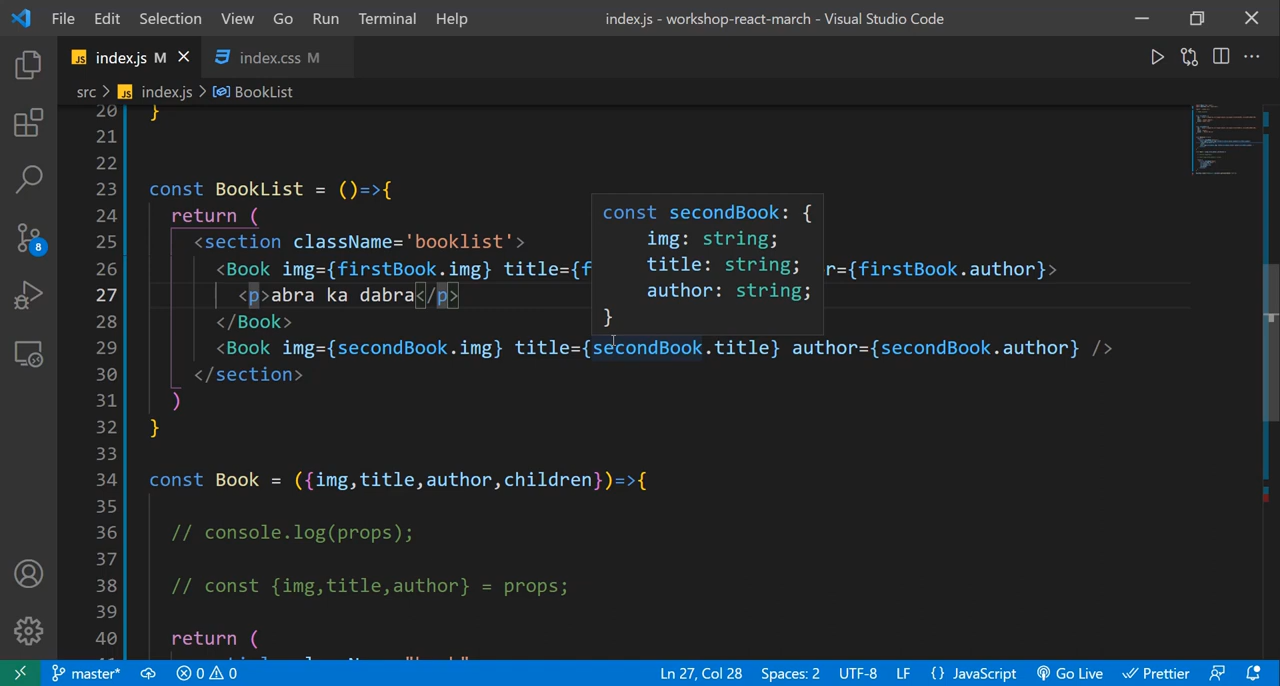 File Edit Selection View Go Run Terminal Help index.js - workshop-react-march - Visual Studio Code
JS index.js M index.css M
src > JS index.js > BookList
20 }
21
22
23 const BookList = ()=>{
24 return (
25 <section className='booklist'>
26 <Book img={firstBook.img} title={f r={firstBook.author}>
27 <p>abra ka dabra</p>
28 </Book>
29 <Book img={secondBook.img} title={secondBook.title} author={secondBook.author} />
30 </section>
31 )
32 }
33
34 const Book = ({img,title,author,children})=>{
35
36 // console.log(props);
37
38 // const {img,title,author} = props;
39
40 return (
const secondBook: {
img: string;
title: string;
author: string;
}
8
master* 0 0 Ln 27, Col 28 Spaces: 2 UTF-8 LF {} JavaScript Go Live Prettier